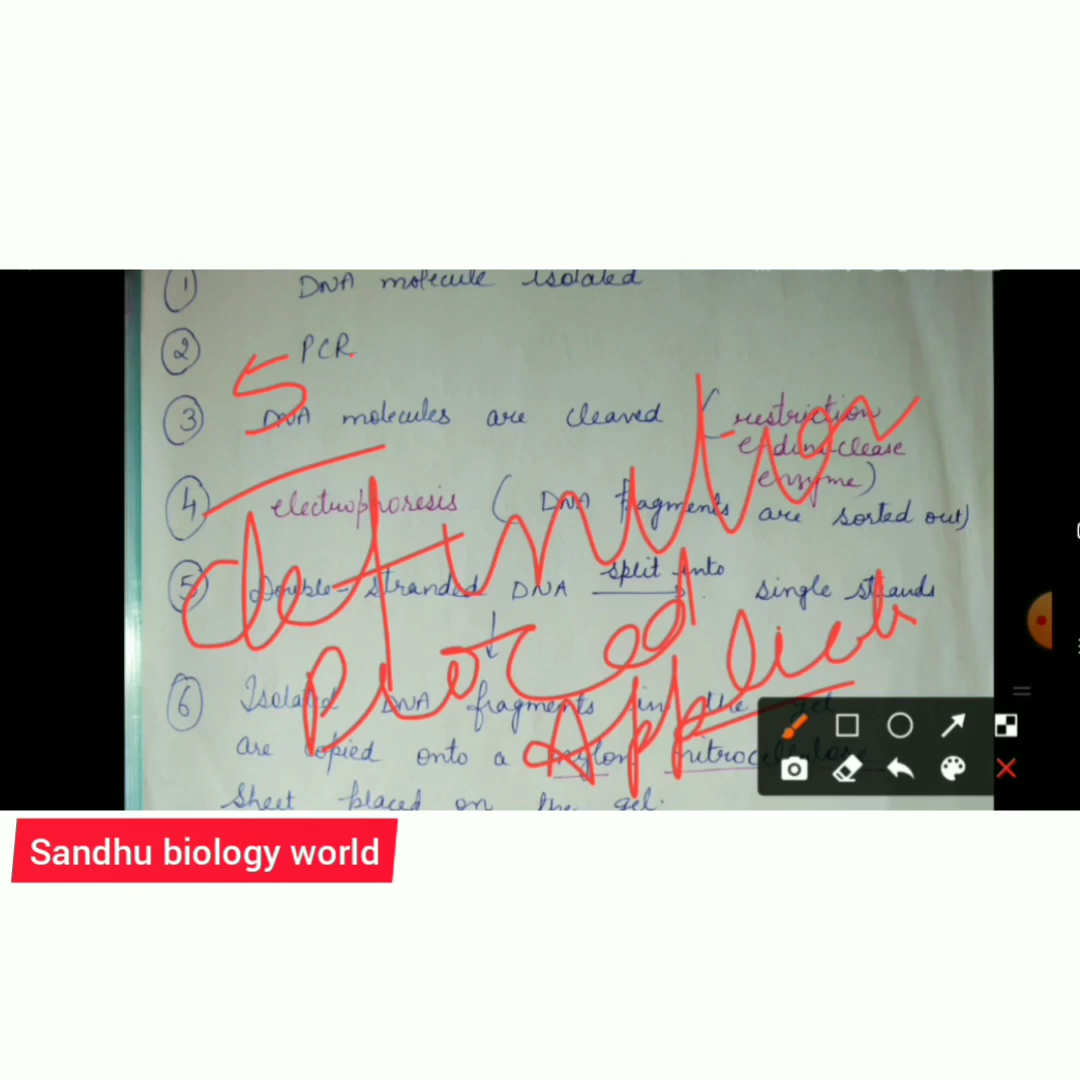 ① DNA molecule isolated
② PCR
5
③ DNA molecules are cleaved (restriction
endonuclease
enzyme)
④ electrophoresis ( DNA fragments are sorted out)
definition
⑤ Double-stranded DNA split into single strands
Proced
Applicat
⑥ Isolated DNA fragments in the gel
are copied onto a nylon nitrocellulose
sheet placed on the gel.
Sandhu biology world